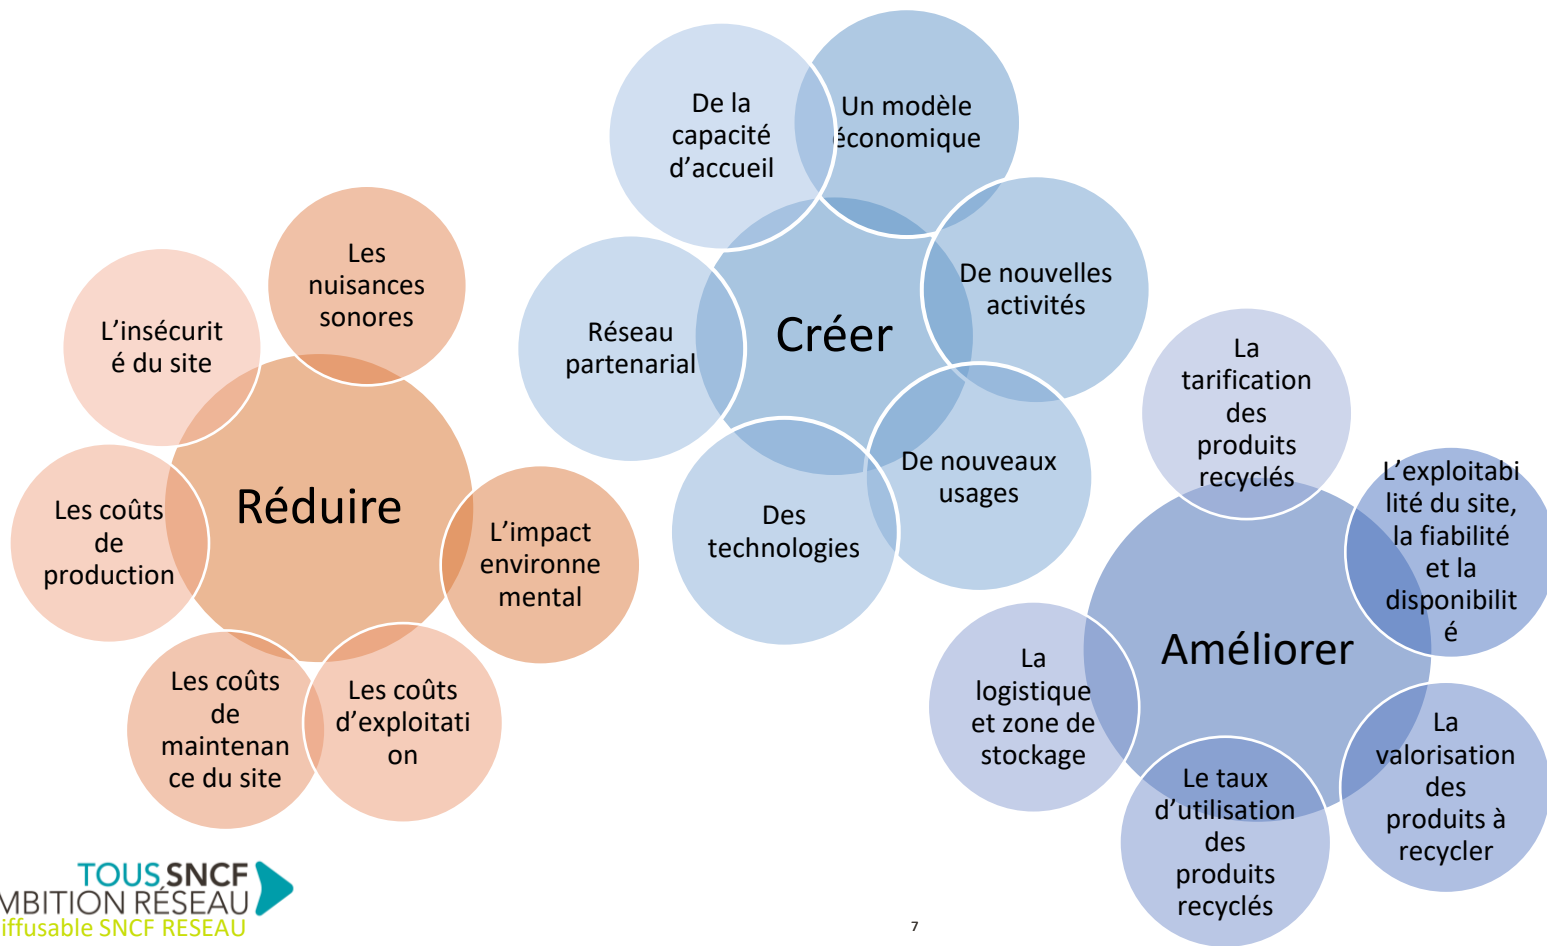 De la
capacité
d’accueil
Un modèle
économique
De nouvelles
activités
Créer
Réseau
partenarial
De nouveaux
usages
Des
technologies
Les
nuisances
sonores
L’insécurit
é du site
Réduire
Les coûts
de
production
L’impact
environne
mental
Les coûts
de
maintenan
ce du site
Les coûts
d’exploitati
on
La
tarification
des
produits
recyclés
L’exploitabi
lité du site,
la fiabilité
et la
disponibilit
é
Améliorer
La
logistique
et zone de
stockage
La
valorisation
des
produits à
recycler
Le taux
d’utilisation
des
produits
recyclés
TOUS SNCF
MBITION RÉSEAU
iffusable SNCF RESEAU
7